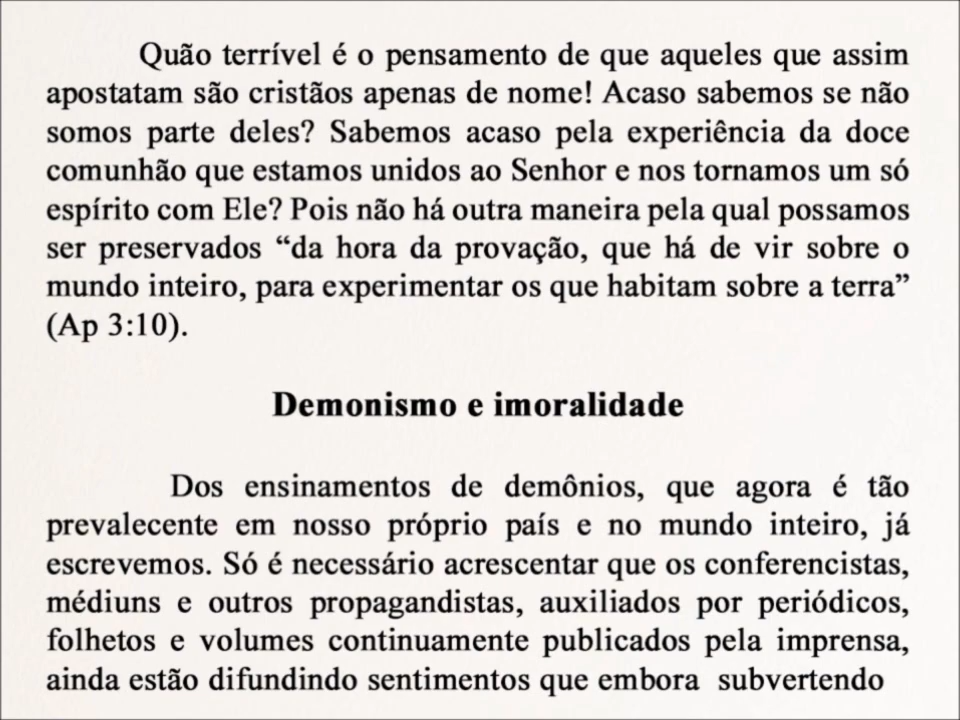 Quão terrível é o pensamento de que aqueles que assim
apostatam são cristãos apenas de nome! Acaso sabemos se não
somos parte deles? Sabemos acaso pela experiência da doce
comunhão que estamos unidos ao Senhor e nos tornamos um só
espírito com Ele? Pois não há outra maneira pela qual possamos
ser preservados “da hora da provação, que há de vir sobre o
mundo inteiro, para experimentar os que habitam sobre a terra”
(Ap 3:10).
Demonismo e imoralidade
Dos ensinamentos de demônios, que agora é tão
prevalecente em nosso próprio país e no mundo inteiro, já
escrevemos. Só é necessário acrescentar que os conferencistas,
médiuns e outros propagandistas, auxiliados por periódicos,
folhetos e volumes continuamente publicados pela imprensa,
ainda estão difundindo sentimentos que embora subvertendo